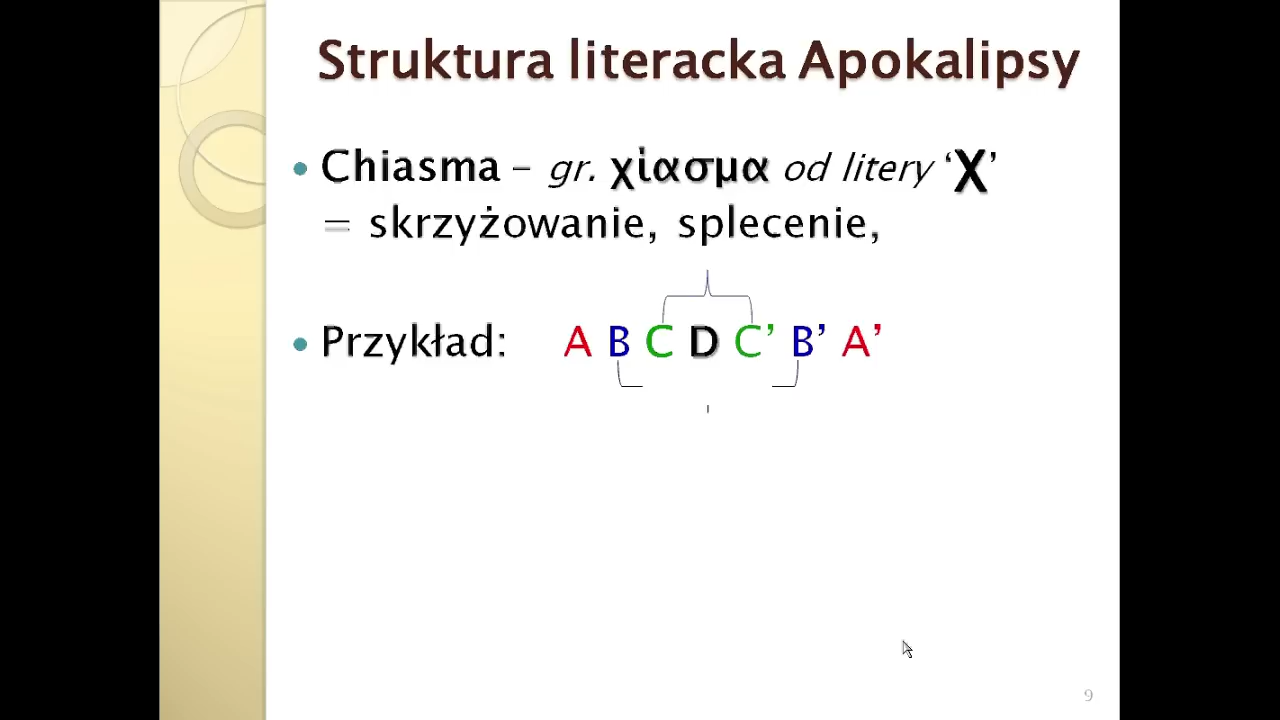 Struktura literacka Apokalipsy
Chiasma – gr. χίασμα od litery ‘χ’
= skrzyżowanie, splecenie,
Przykład: A B C D C’ B’ A’
9